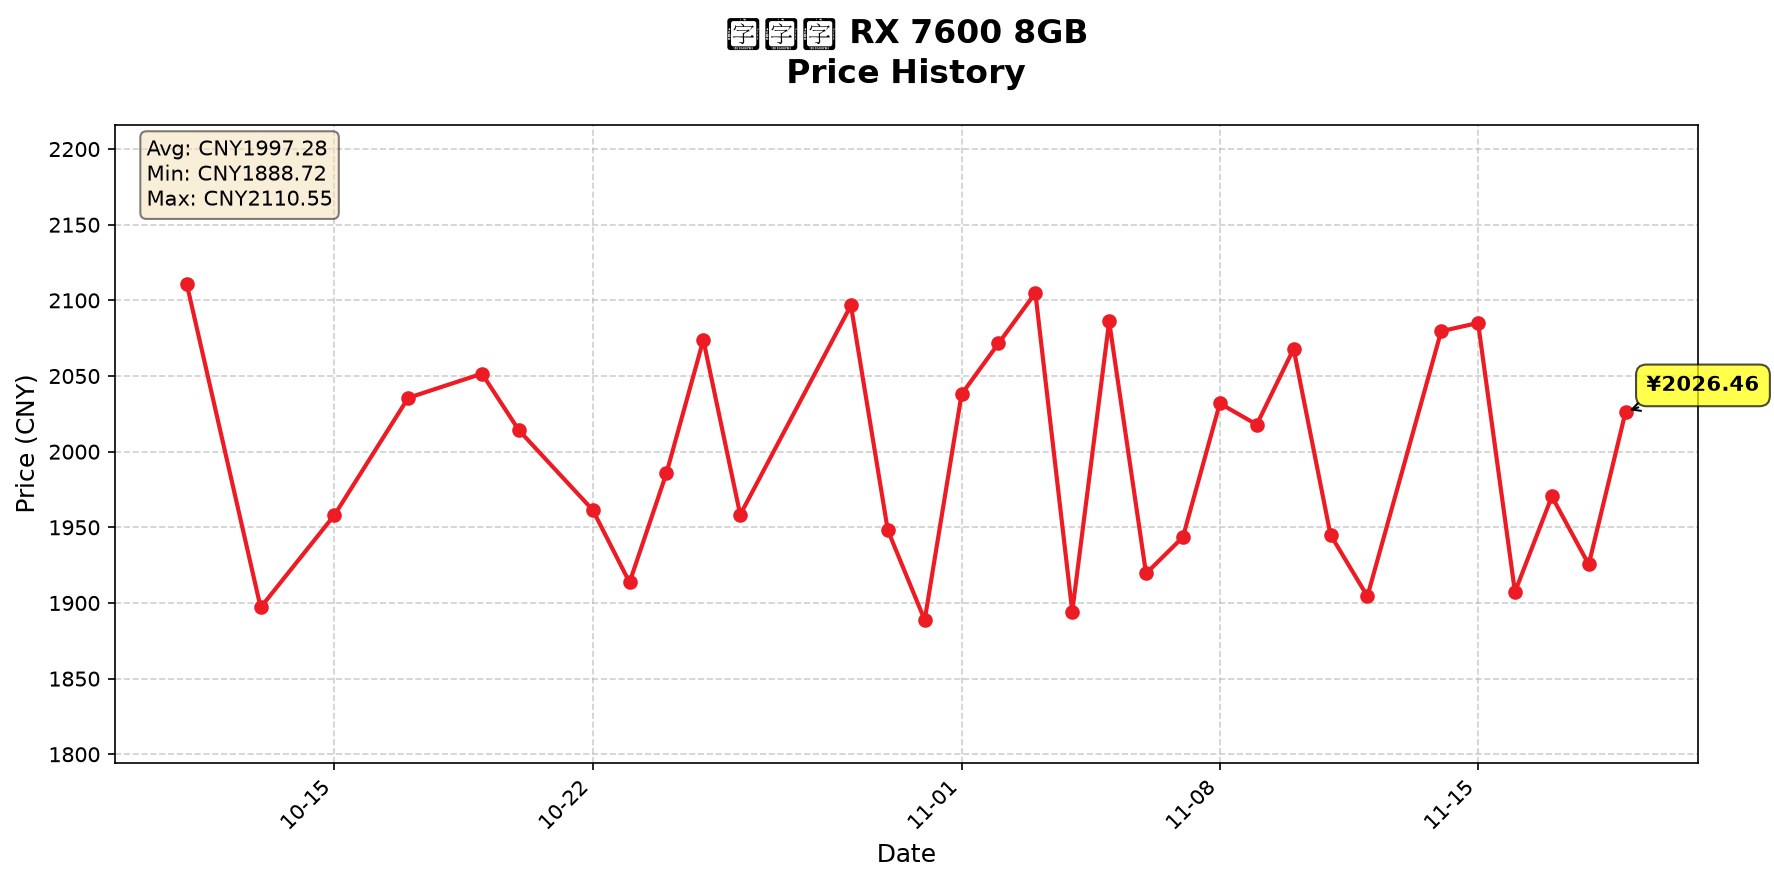 RX 7600 8GB
Price History
Avg: CNY1997.28
Min: CNY1888.72
Max: CNY2110.55
2200
2150
2100
2050
2000
1950
1900
1850
1800
Price (CNY)
¥2026.46
10-15
10-22
11-01
11-08
11-15
Date